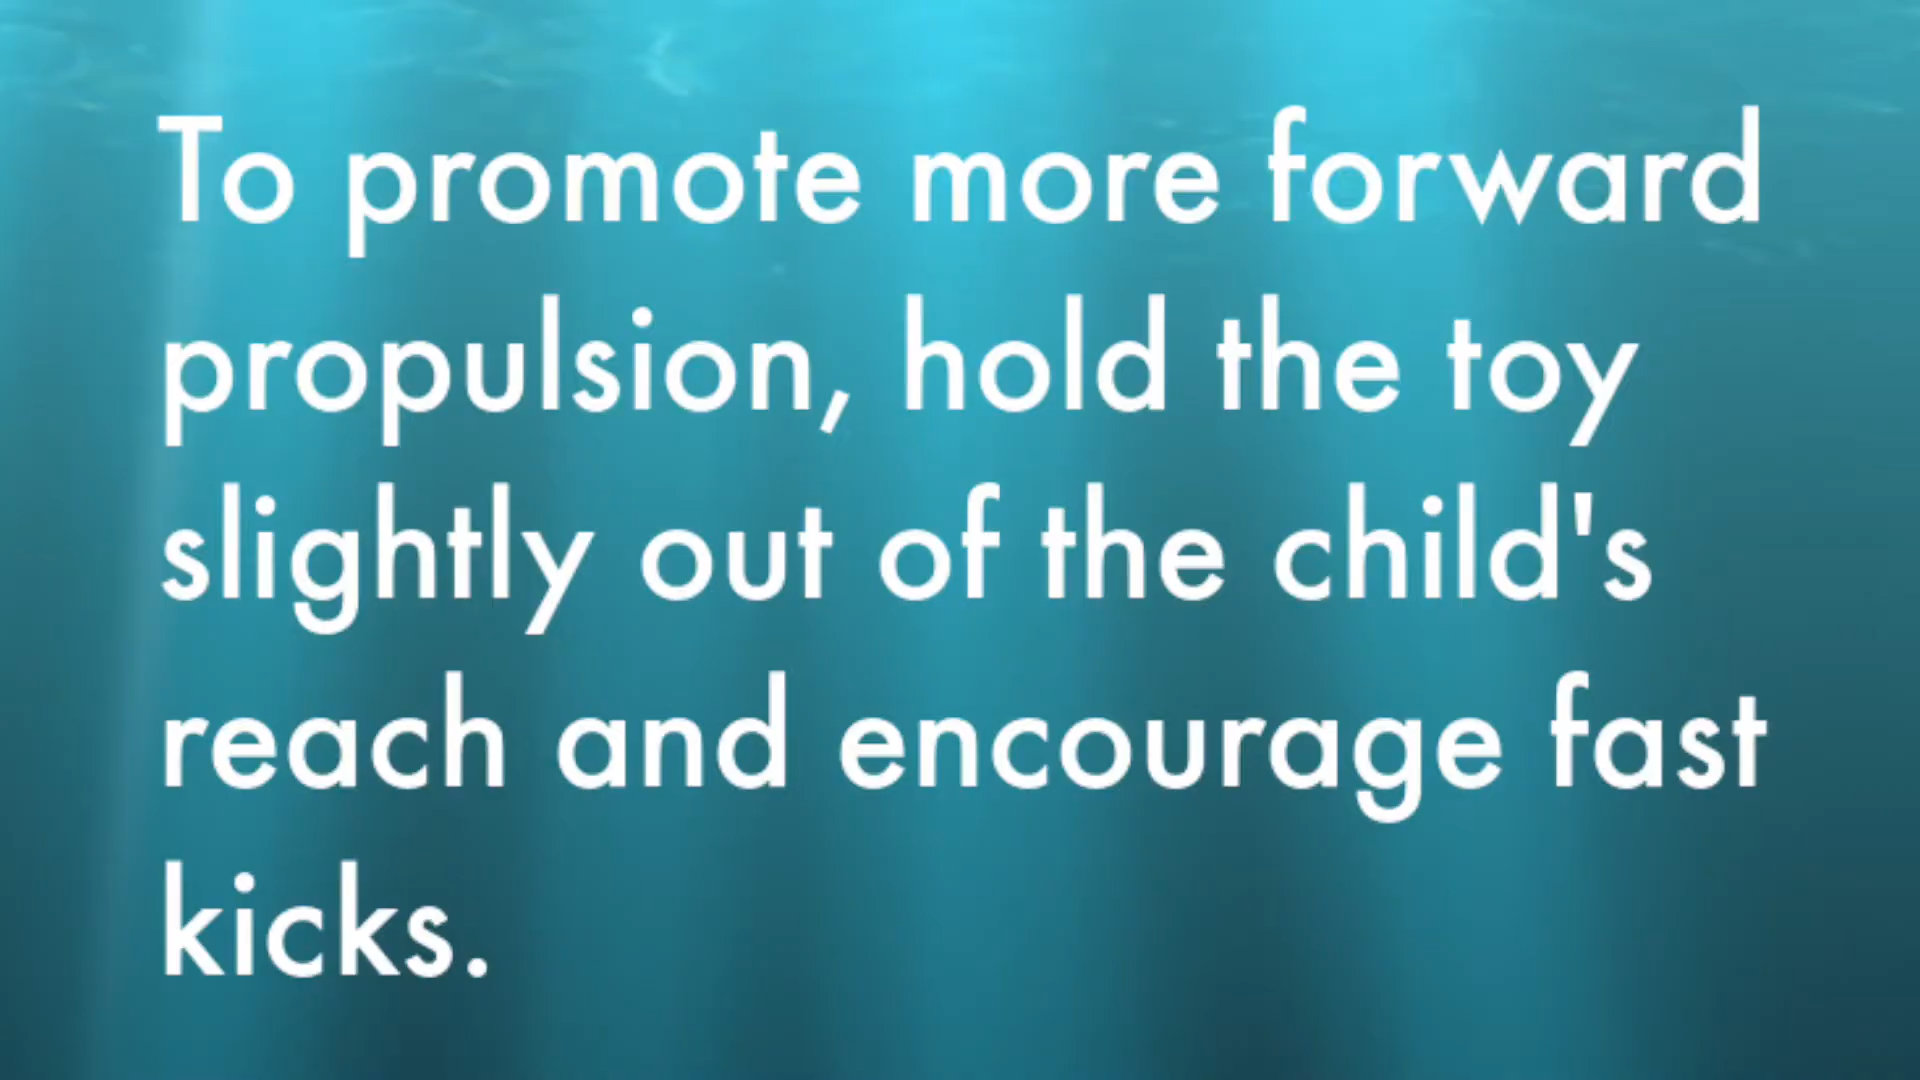 To promote more forward
propulsion, hold the toy
slightly out of the child's
reach and encourage fast
kicks.